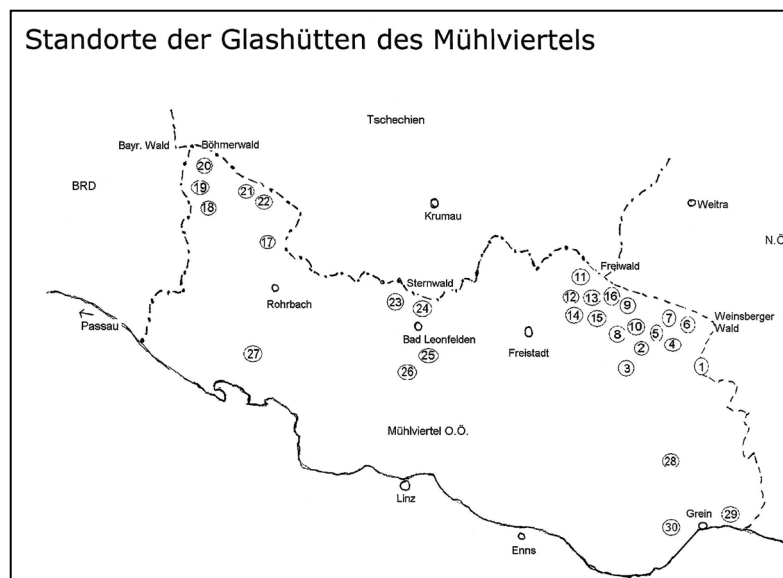 Standorte der Glashütten des Mühlviertels
Tschechien
Bayr. Wald
Böhmerwald
20
BRD
19
21
22
18
Krumau
Weitra
17
N.Ö
Freiwald
11
Sternwald
Rohrbach
23
24
12
13
16
9
14
15
7
6
Weinsberger
Wald
Passau
Bad Leonfelden
Freistadt
8
10
5
2
4
27
25
26
3
1
Mühlviertel O.Ö.
28
Linz
Grein
29
30
Enns